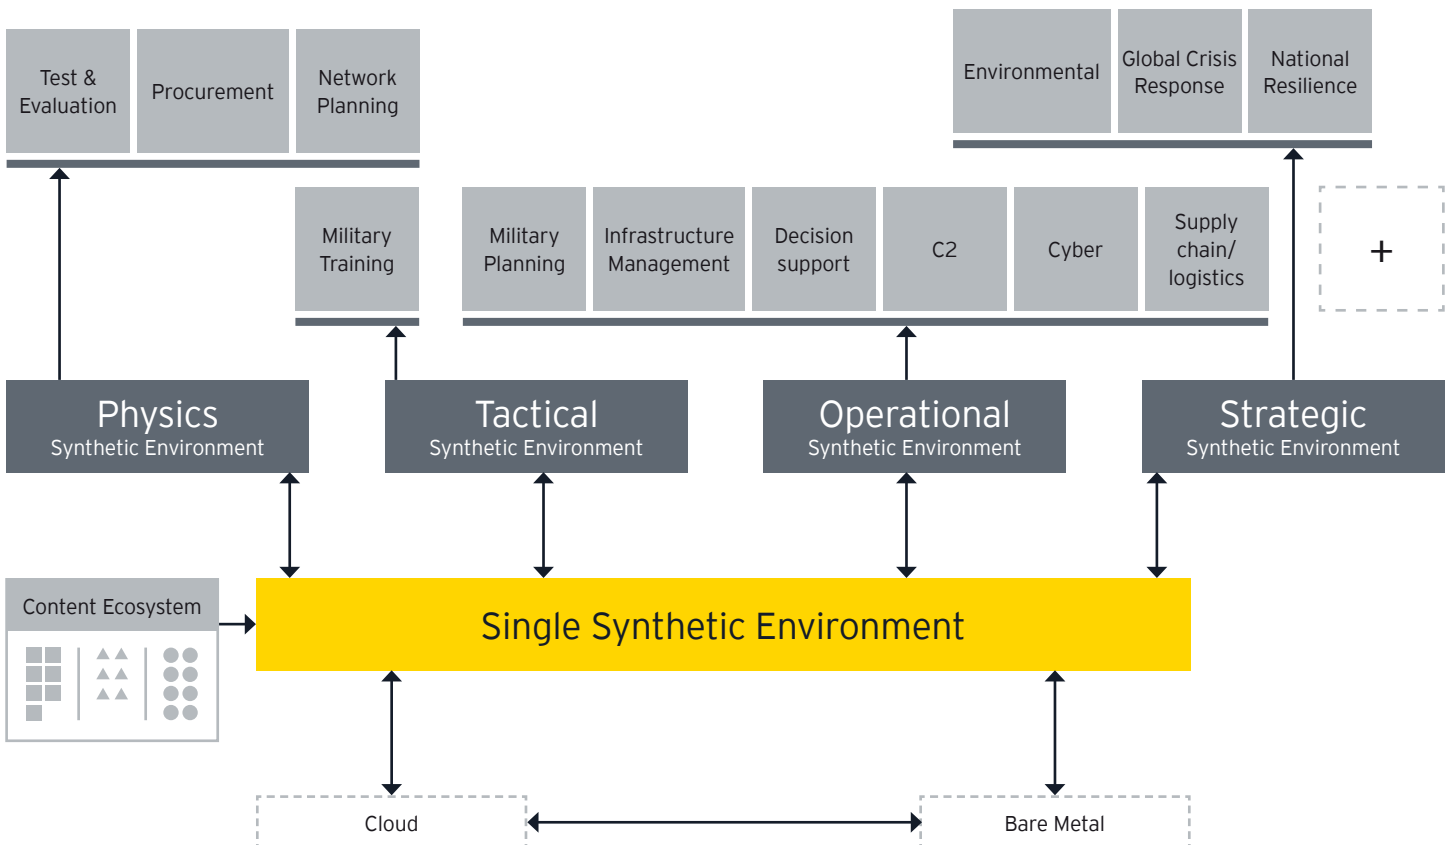 Test &
Evaluation
Procurement
Network
Planning
Environmental
Global Crisis
Response
National
Resilience
Military
Training
Military
Planning
Infrastructure
Management
Decision
support
C2
Cyber
Supply
chain/
logistics
+
Physics
Synthetic Environment
Tactical
Synthetic Environment
Operational
Synthetic Environment
Strategic
Synthetic Environment
Content Ecosystem
Single Synthetic Environment
Cloud
Bare Metal